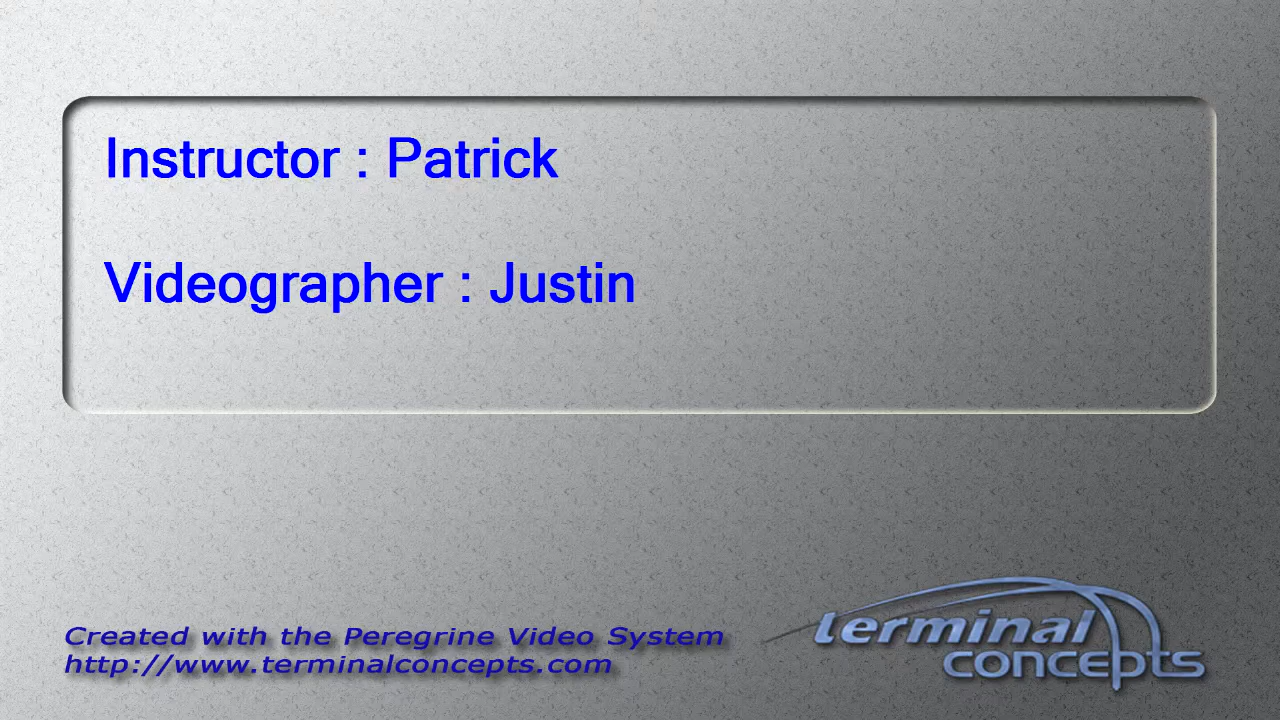 Instructor : Patrick
Videographer : Justin
Created with the Peregrine Video System
http://www.terminalconcepts.com
terminal
concepts